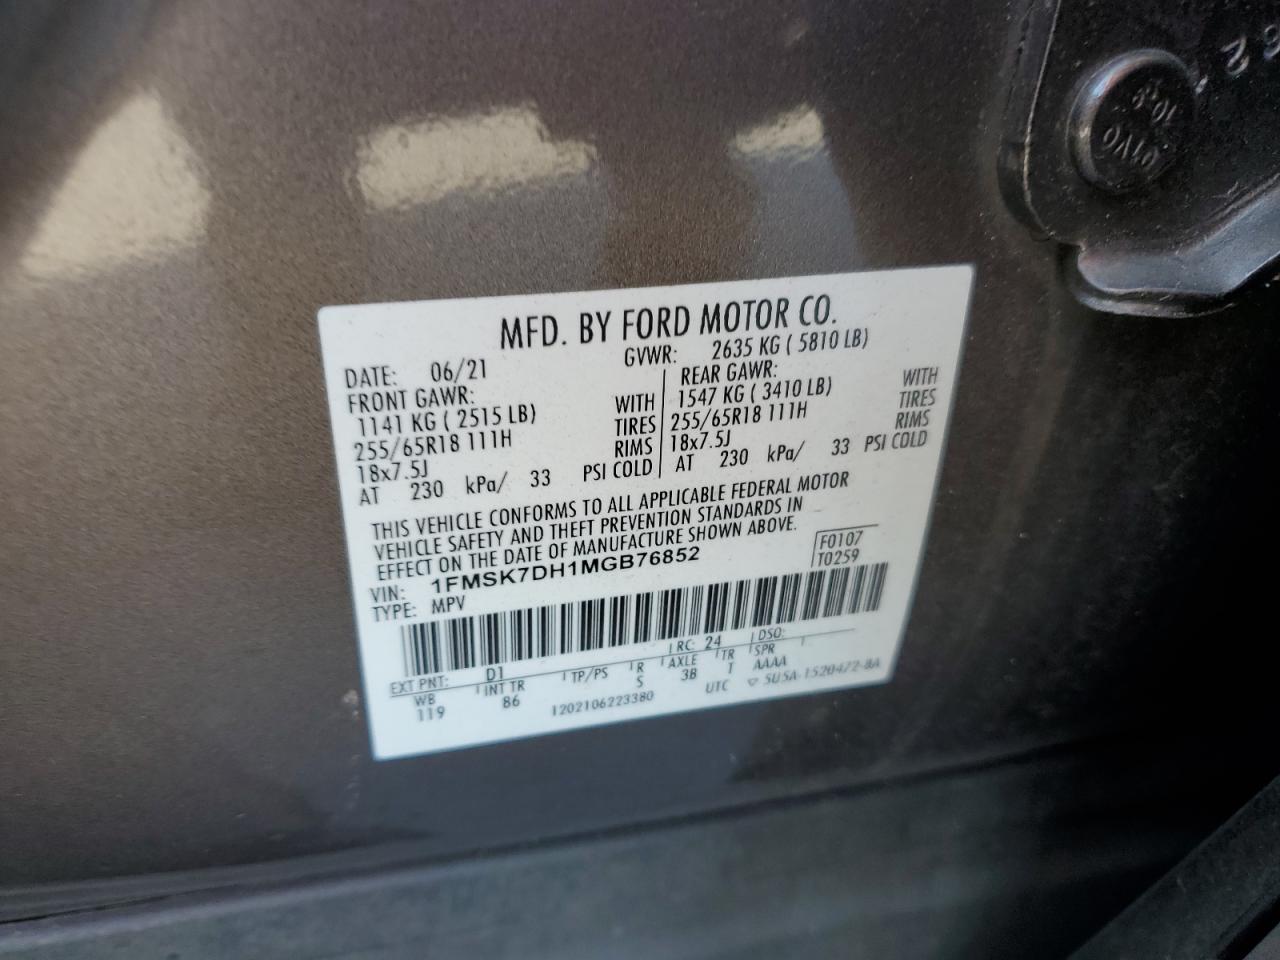 MFD. BY FORD MOTOR CO.
DATE: 06/21 GVWR: 2635 KG ( 5810 LB)
FRONT GAWR: REAR GAWR:
1141 KG ( 2515 LB) WITH 1547 KG ( 3410 LB) WITH
255/65R18 111H TIRES 255/65R18 111H TIRES
18x7.5J RIMS 18x7.5J RIMS
AT 230 kPa/ 33 PSI COLD AT 230 kPa/ 33 PSI COLD
THIS VEHICLE CONFORMS TO ALL APPLICABLE FEDERAL MOTOR
VEHICLE SAFETY AND THEFT PREVENTION STANDARDS IN
EFFECT ON THE DATE OF MANUFACTURE SHOWN ABOVE.
VIN: 1FMSK7DH1MGB76852 F0107
TYPE: MPV T0259
EXT PNT: D1 RC: 24 DSO:
WB INT TR TP/PS R AXLE TR SPR
119 86 S 3B T AAAA
1202106223380 UTC ▽ 5U5A-1520472-BA